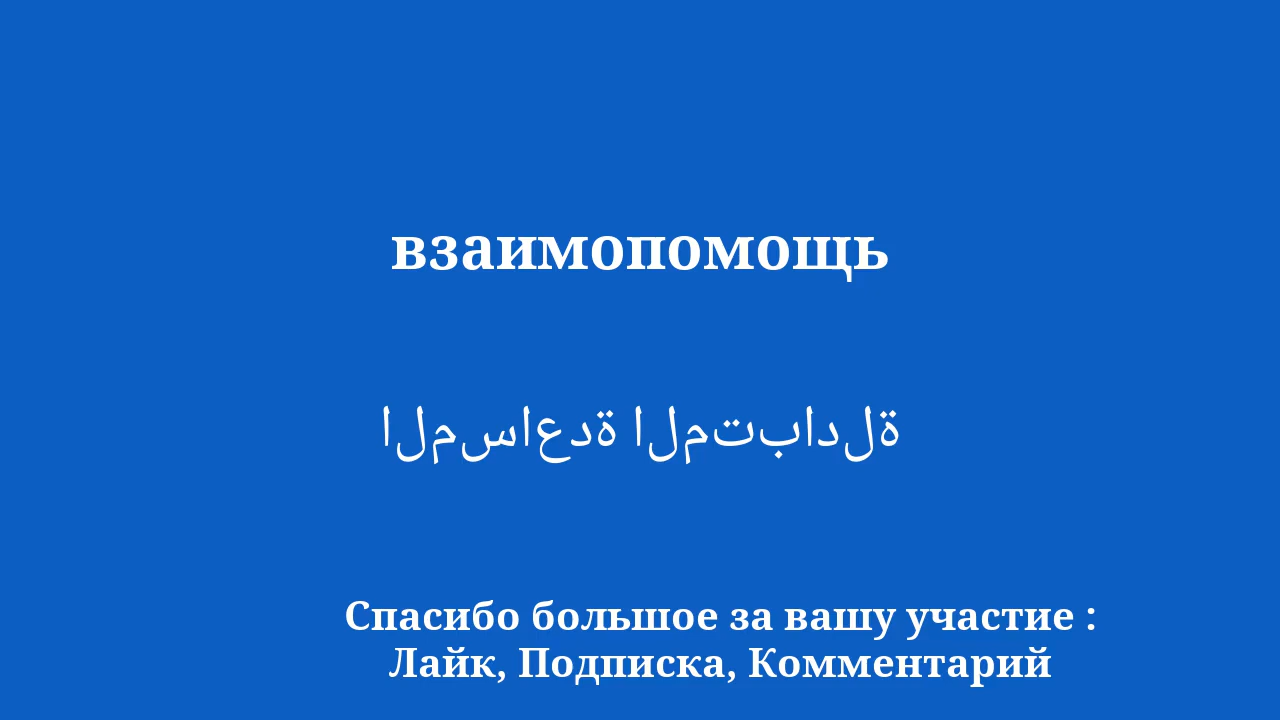 взаимопомощь
المساعدة المتبادلة
Спасибо большое за вашу участие :
Лайк, Подписка, Комментарий